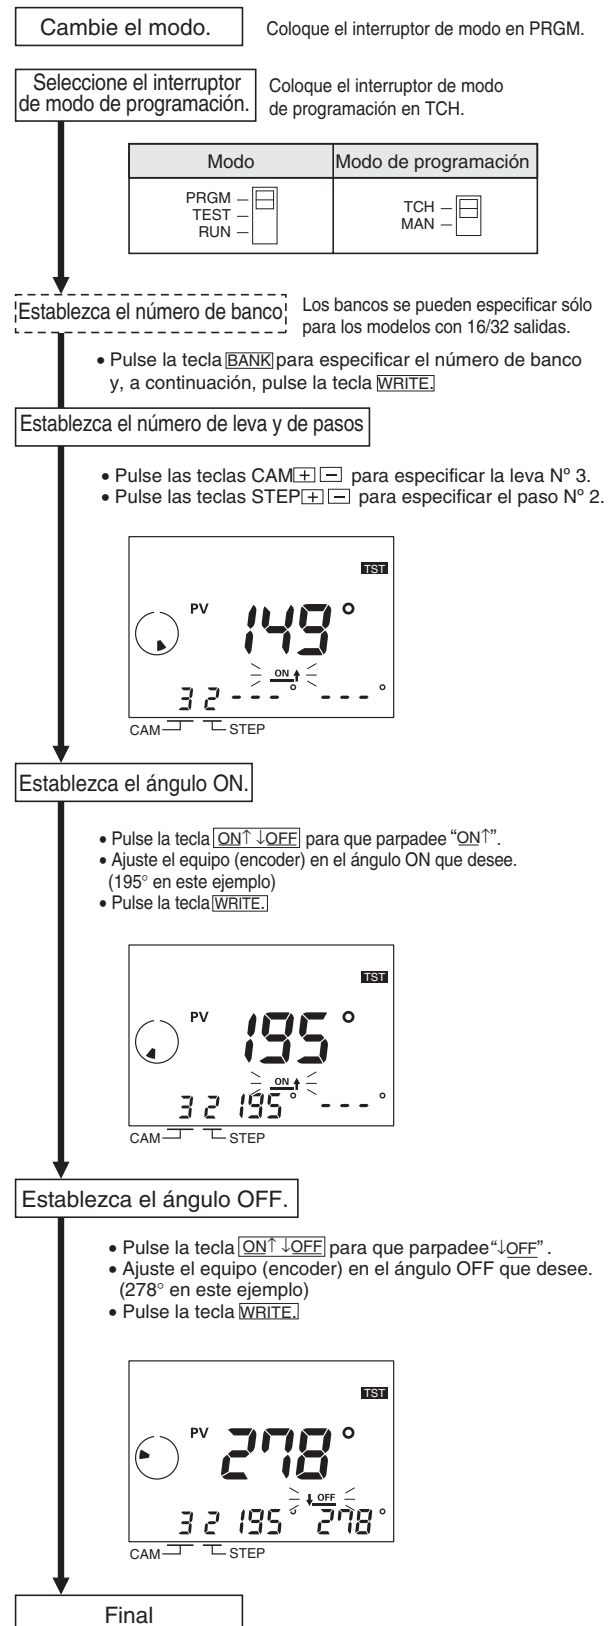 Cambie el modo.
Coloque el interruptor de modo en PRGM.
Seleccione el interruptor
de modo de programación.
Coloque el interruptor de modo
de programación en TCH.
Modo
Modo de programación
PRGM
TEST
RUN
TCH
MAN
Establezca el número de banco
Los bancos se pueden especificar sólo
para los modelos con 16/32 salidas.
• Pulse la tecla BANK para especificar el número de banco
y, a continuación, pulse la tecla WRITE.
Establezca el número de leva y de pasos
• Pulse las teclas CAM + − para especificar la leva Nº 3.
• Pulse las teclas STEP + − para especificar el paso Nº 2.
TST
PV 149°
ON↑
3 2 ---° ---°
CAM STEP
Establezca el ángulo ON.
• Pulse la tecla ON↑ ↓OFF para que parpadee “ON↑”.
• Ajuste el equipo (encoder) en el ángulo ON que desee.
(195° en este ejemplo)
• Pulse la tecla WRITE.
TST
PV 195°
ON↑
3 2 195° ---°
CAM STEP
Establezca el ángulo OFF.
• Pulse la tecla ON↑ ↓OFF para que parpadee “↓OFF” .
• Ajuste el equipo (encoder) en el ángulo OFF que desee.
(278° en este ejemplo)
• Pulse la tecla WRITE.
TST
PV 278°
↓OFF
3 2 195° 278°
CAM STEP
Final